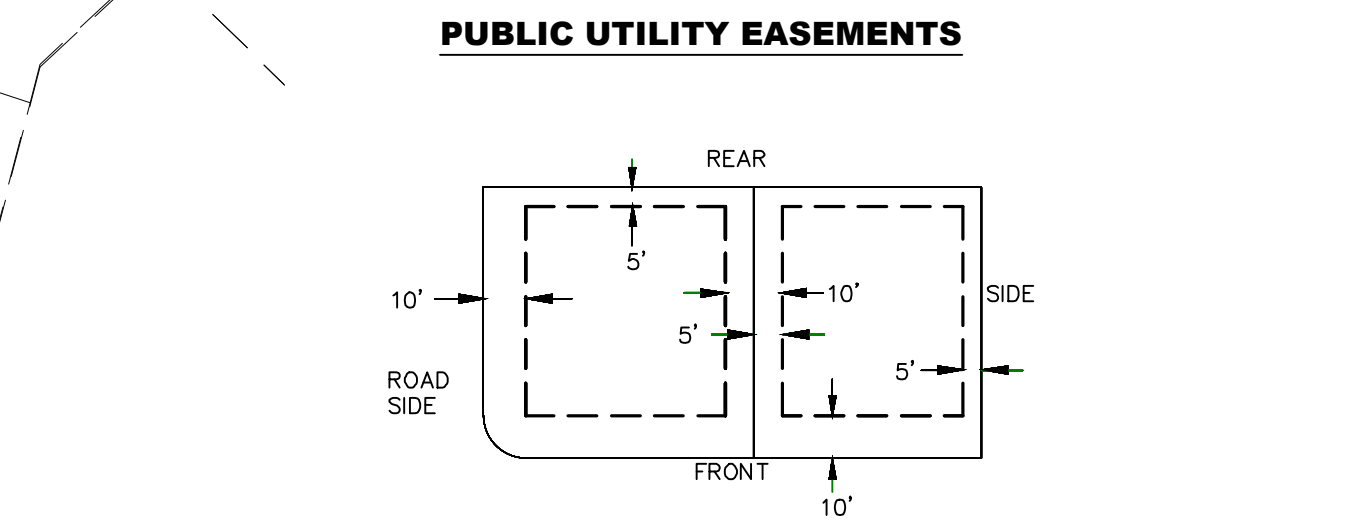 PUBLIC UTILITY EASEMENTS
REAR
5'
10'
10'
SIDE
5'
5'
ROAD
SIDE
FRONT
10'